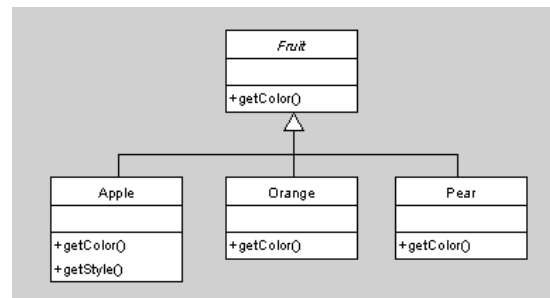 Fruit
+getColor()
Apple
Orange
Pear
+getColor()
+getStyle()
+getColor()
+getColor()